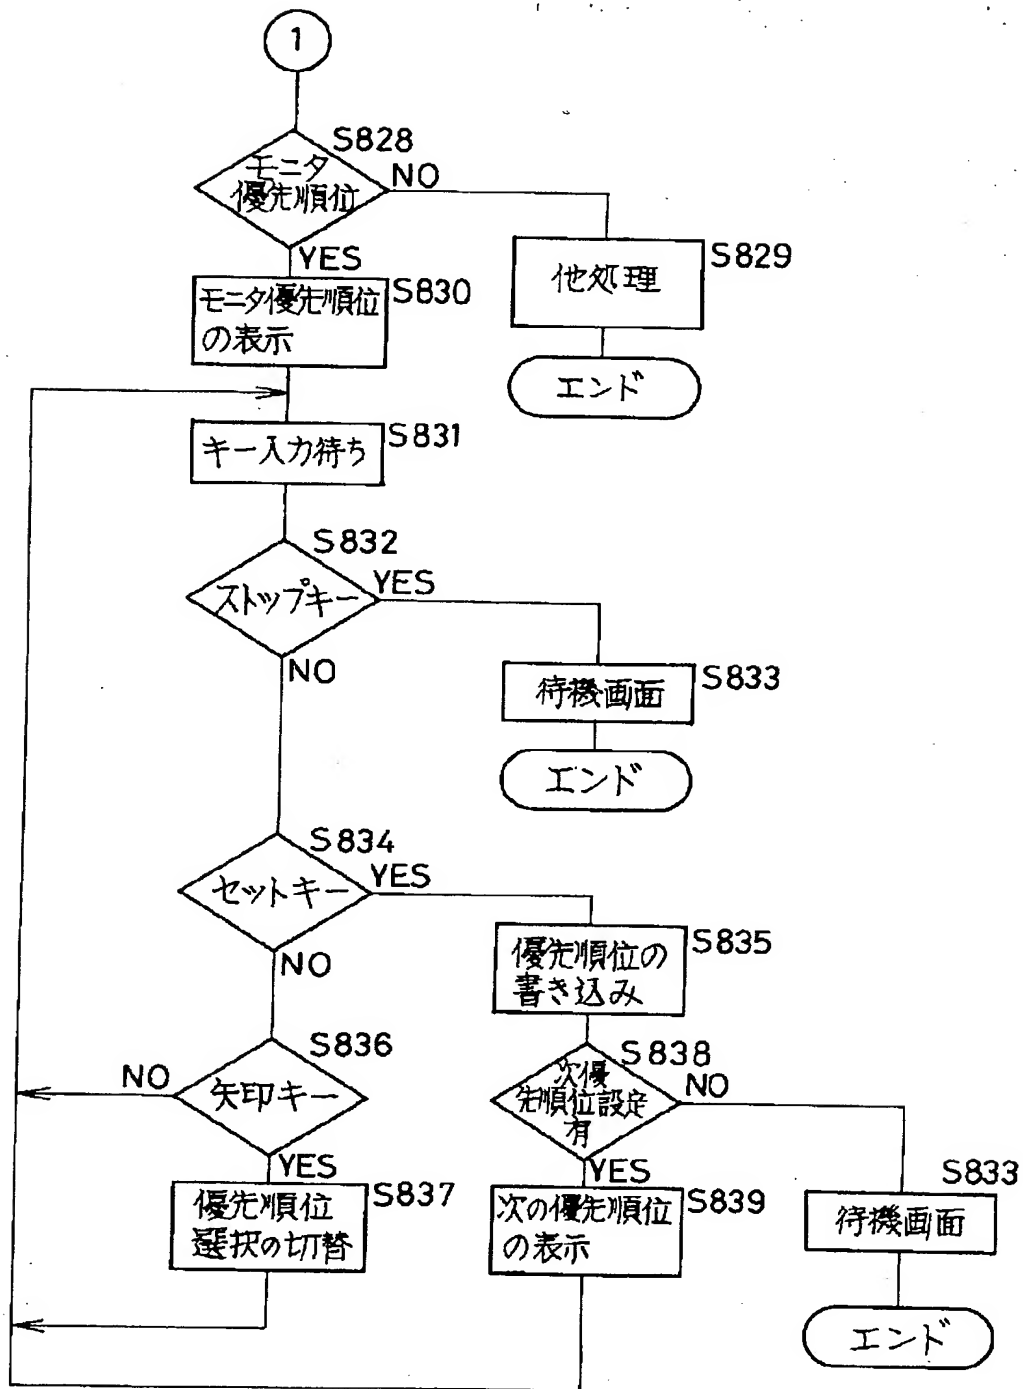 1
S828
モニタ
優先順位
NO
YES
他処理
S829
モニタ優先順位
の表示
S830
エンド
キー入力待ち
S831
S832
ストップキー
YES
NO
待機画面
S833
エンド
S834
セットキー
YES
NO
優先順位の
書き込み
S835
S836
NO
矢印キー
YES
S838
次優
先順位設定
有
NO
YES
優先順位
選択の切替
S837
次の優先順位
の表示
S839
S833
待機画面
エンド